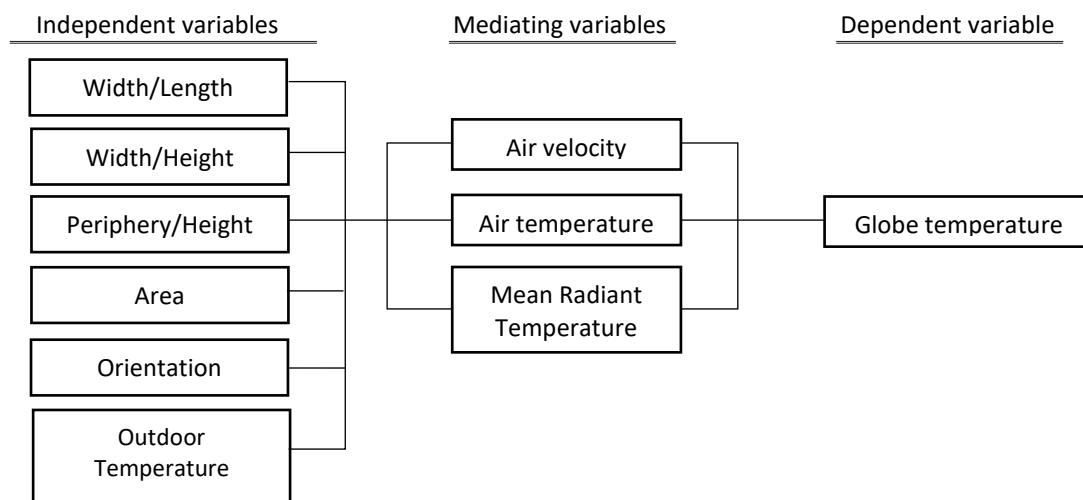 Independent variables
Mediating variables
Dependent variable
Width/Length
Width/Height
Periphery/Height
Area
Orientation
Outdoor
Temperature
Air velocity
Air temperature
Mean Radiant
Temperature
Globe temperature